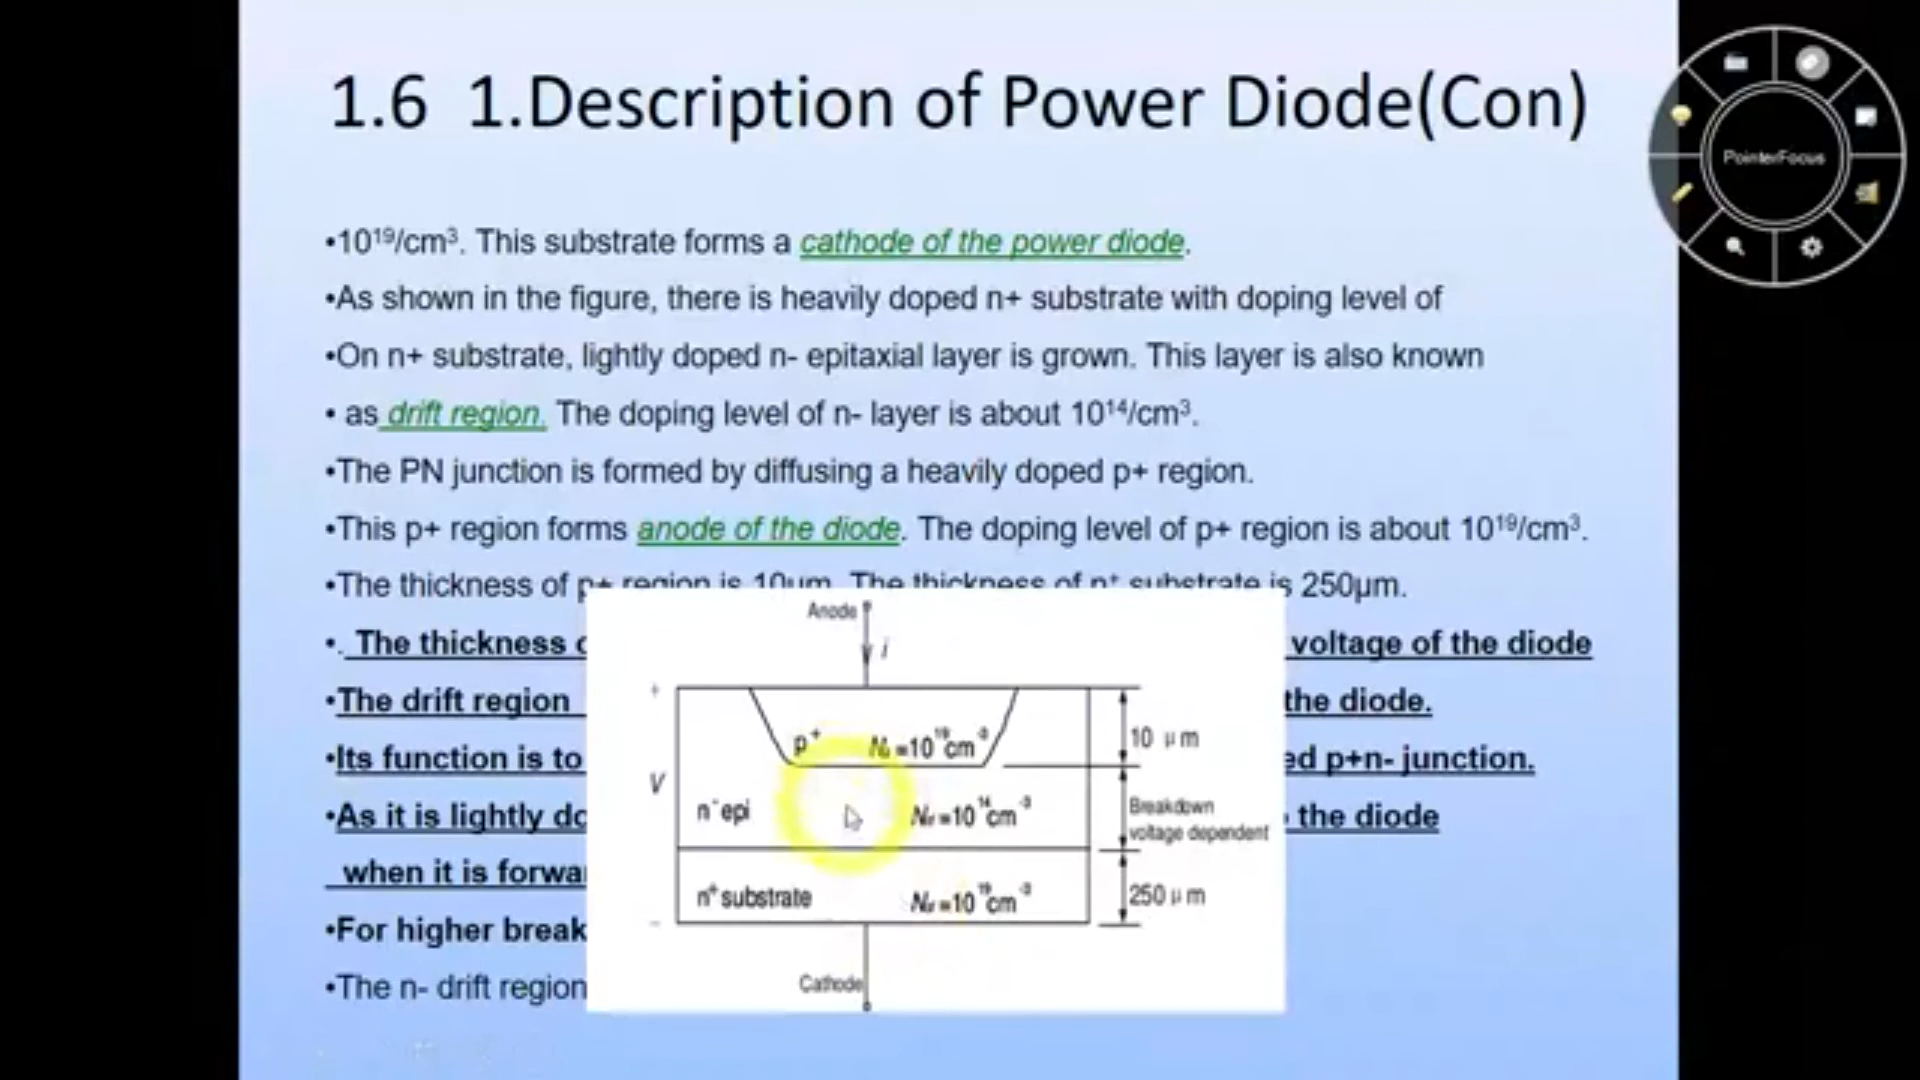 1.6 1.Description of Power Diode(Con)
PointerFocus
•10¹⁹/cm³. This substrate forms a cathode of the power diode.
•As shown in the figure, there is heavily doped n+ substrate with doping level of
•On n+ substrate, lightly doped n- epitaxial layer is grown. This layer is also known
• as drift region. The doping level of n- layer is about 10¹⁴/cm³.
•The PN junction is formed by diffusing a heavily doped p+ region.
•This p+ region forms anode of the diode. The doping level of p+ region is about 10¹⁹/cm³.
•The thickness of p+ region is 10μm. The thickness of n⁺ substrate is 250μm.
•. The thickness voltage of the diode
•The drift region the diode.
•Its function is to p+n- junction.
•As it is lightly the diode
when it is
•For higher
•The n- drift region
Anode
i
+
p⁺ Nₐ=10¹⁹cm⁻³
10 μm
V
n⁻epi N_d=10¹⁴cm⁻³
Breakdown
voltage dependent
n⁺substrate N_d=10¹⁹cm⁻³
250 μm
-
Cathode